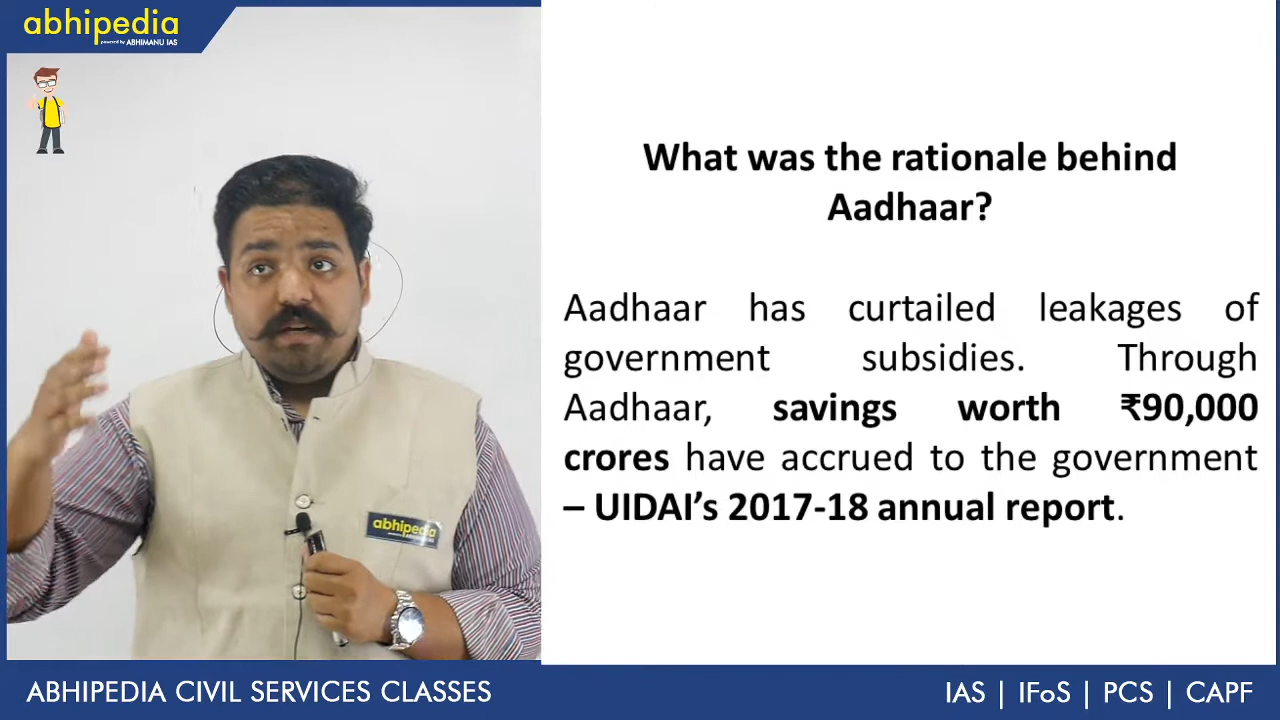 abhipedia
powered by ABHIMANU IAS
What was the rationale behind
Aadhaar?
Aadhaar has curtailed leakages of
government subsidies. Through
Aadhaar, savings worth ₹90,000
crores have accrued to the government
– UIDAI’s 2017-18 annual report.
abhipedia
ABHIPEDIA CIVIL SERVICES CLASSES
IAS | IFoS | PCS | CAPF